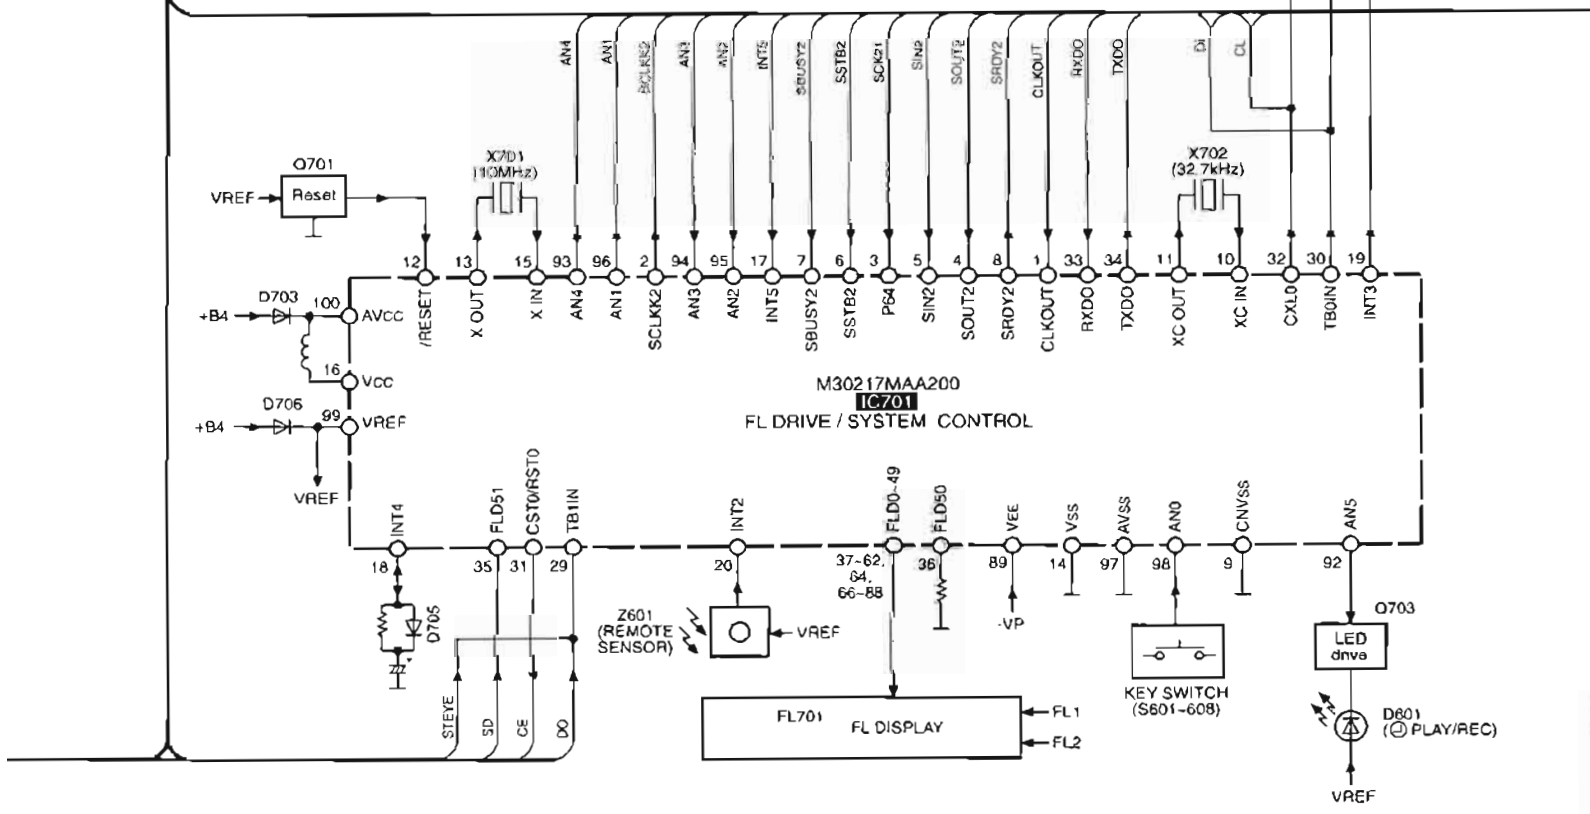 AN4
AN1
SCLKK2
AN3
AN2
INT5
SBUSY2
SSTB2
SCK21
SIN2
SOUT2
SRDY2
CLKOUT
RXDO
TXDO
DI
CL
Q701
VREF
Reset
X701
(10MHz)
X702
(32.7kHz)
12
13
15
93
96
2
94
95
17
7
6
3
5
4
8
1
33
34
11
10
32
30
19
/RESET
X OUT
X IN
AN4
AN1
SCLKK2
AN3
AN2
INT5
SBUSY2
SSTB2
P64
SIN2
SOUT2
SRDY2
CLKOUT
RXDO
TXDO
XC OUT
XC IN
CXL0
TB0IN
INT3
D703
+B4
100
AVCC
16
VCC
D706
+B4
99
VREF
VREF
M30217MAA200
IC701
FL DRIVE / SYSTEM CONTROL
INT4
FLD51
CST0/RST0
TB1IN
INT2
FLD0~49
FLD50
VEE
VSS
AVSS
AN0
CNVSS
AN5
18
35
31
29
20
37~62,
64,
66~88
36
89
14
97
98
9
92
D705
STEYE
SD
CE
DO
Z601
(REMOTE
SENSOR)
VREF
-VP
FL701
FL DISPLAY
FL1
FL2
KEY SWITCH
(S601~608)
Q703
LED
drive
D601
( PLAY/REC)
VREF